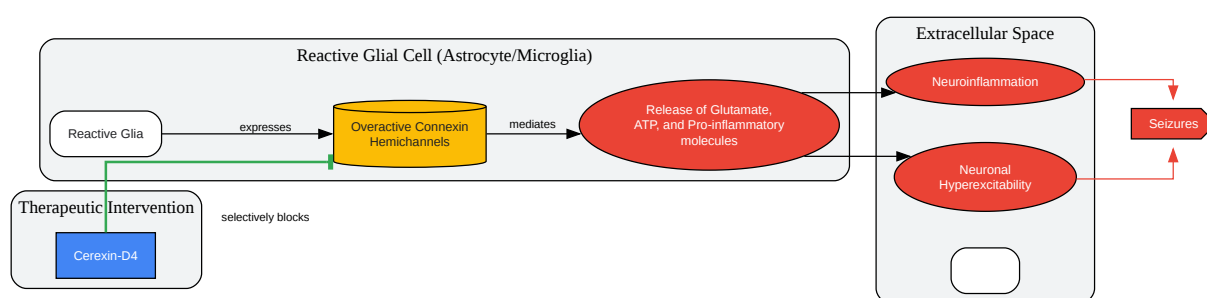 Reactive Glial Cell (Astrocyte/Microglia)
Extracellular Space
Reactive Glia
expresses
Overactive Connexin
Hemichannels
mediates
Release of Glutamate,
ATP, and Pro-inflammatory
molecules
Neuroinflammation
Seizures
Neuronal
Hyperexcitability
Therapeutic Intervention
selectively blocks
Cerexin-D4